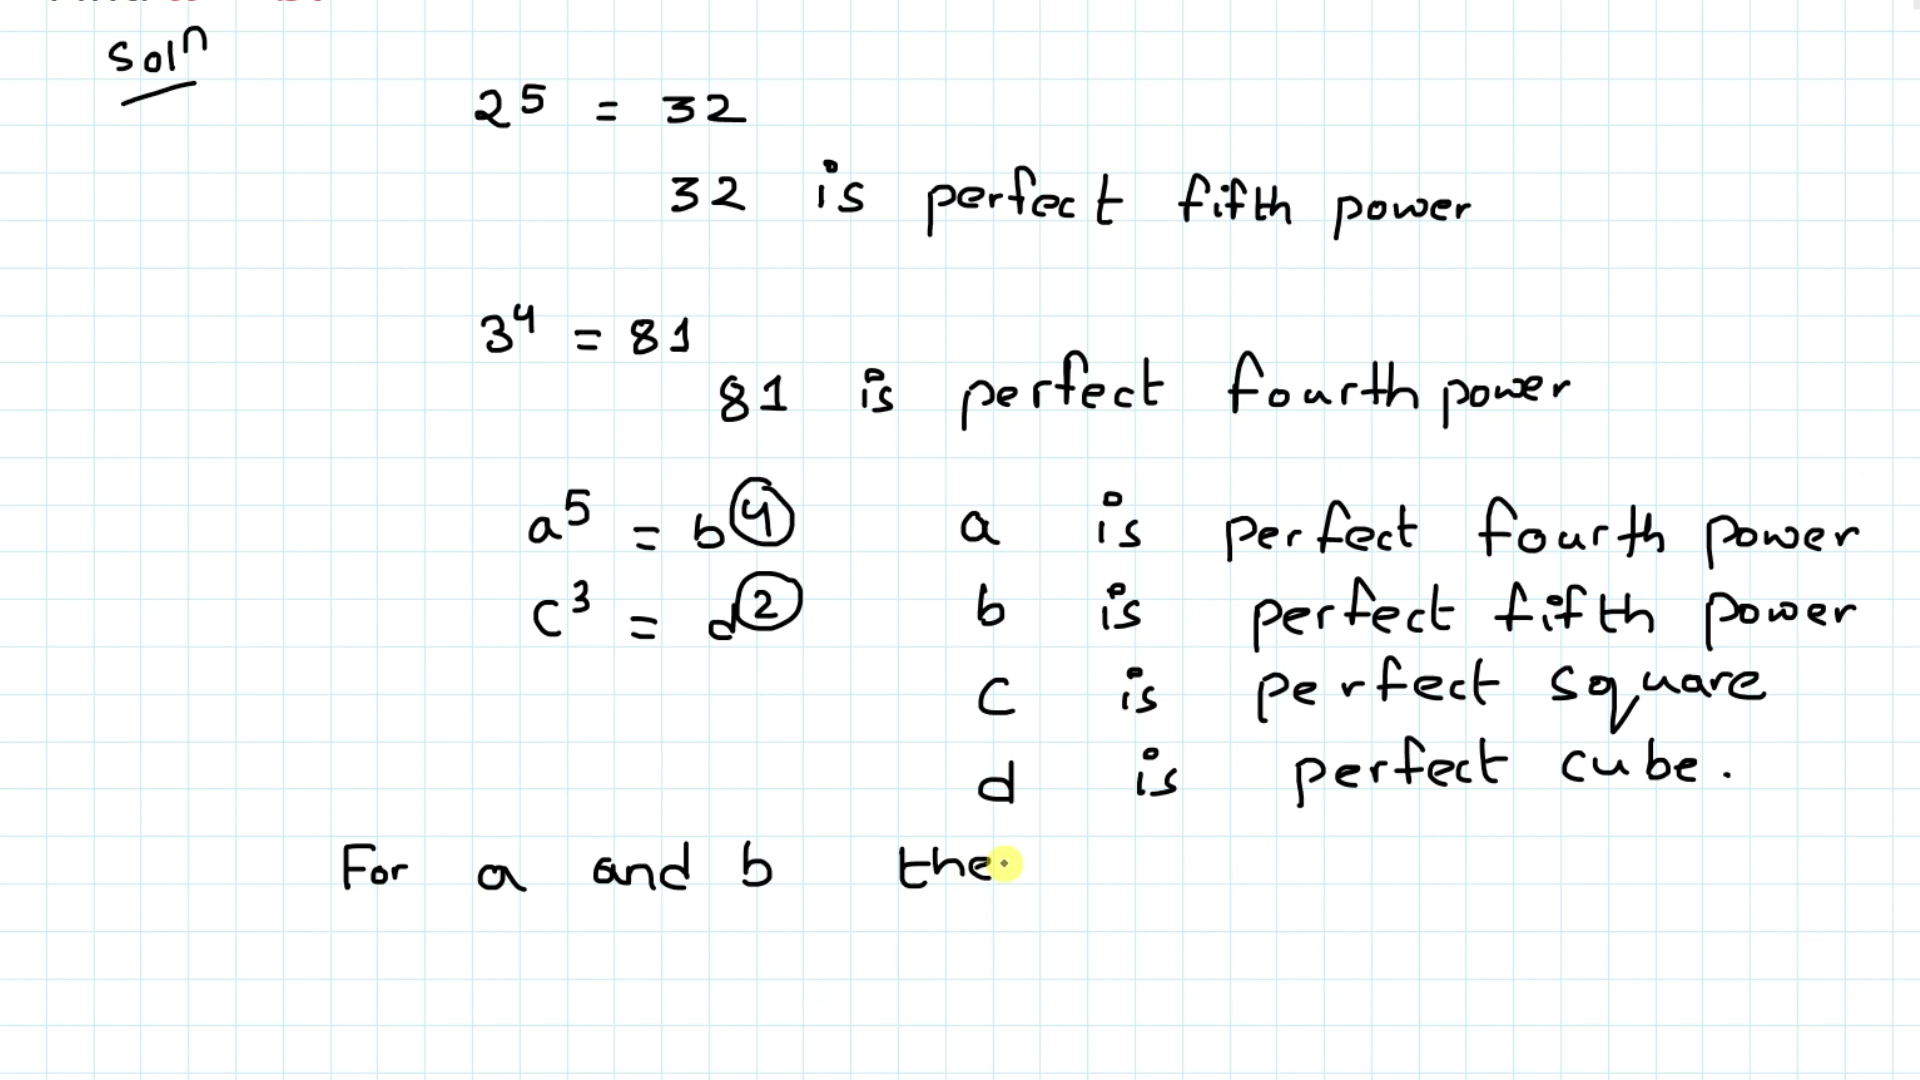 Solⁿ
2⁵ = 32
32 is perfect fifth power
3⁴ = 81
81 is perfect fourth power
a⁵ = b⁴ a is perfect fourth power
c³ = d² b is perfect fifth power
c is perfect square
d is perfect cube.
For a and b the